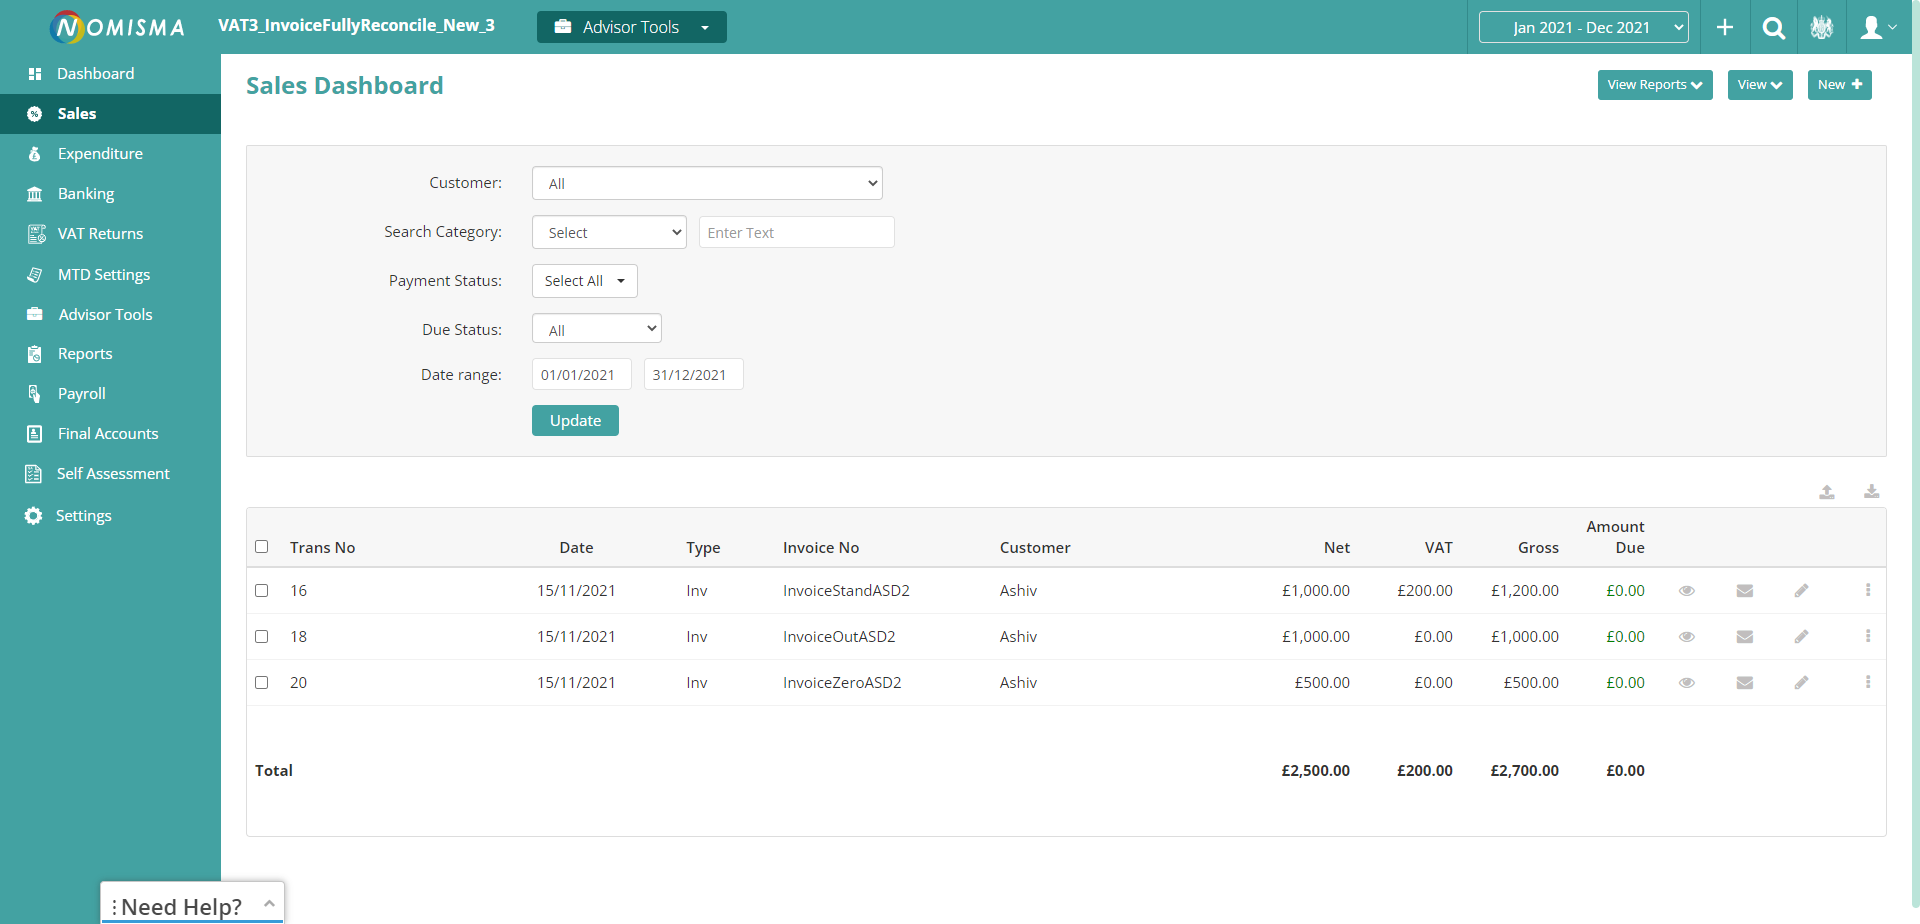 NOMISMA
VAT3_InvoiceFullyReconcile_New_3
Advisor Tools
Jan 2021 - Dec 2021
Dashboard
Sales
Expenditure
Banking
VAT Returns
MTD Settings
Advisor Tools
Reports
Payroll
Final Accounts
Self Assessment
Settings
Sales Dashboard
View Reports
View
New
Customer: All
Search Category: Select Enter Text
Payment Status: Select All
Due Status: All
Date range: 01/01/2021 31/12/2021
Update
Trans No Date Type Invoice No Customer Net VAT Gross Amount Due
16 15/11/2021 Inv InvoiceStandASD2 Ashiv £1,000.00 £200.00 £1,200.00 £0.00
18 15/11/2021 Inv InvoiceOutASD2 Ashiv £1,000.00 £0.00 £1,000.00 £0.00
20 15/11/2021 Inv InvoiceZeroASD2 Ashiv £500.00 £0.00 £500.00 £0.00
Total £2,500.00 £200.00 £2,700.00 £0.00
Need Help?